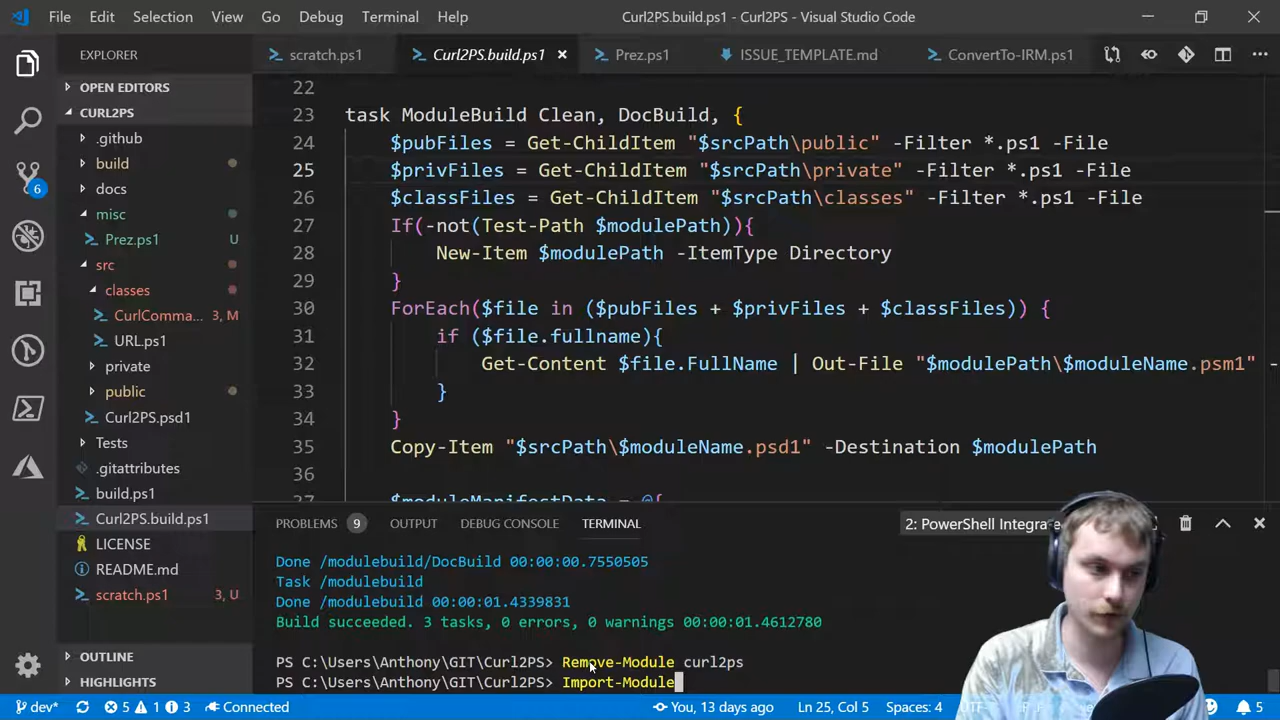 File Edit Selection View Go Debug Terminal Help Curl2PS.build.ps1 - Curl2PS - Visual Studio Code
EXPLORER
scratch.ps1 Curl2PS.build.ps1 Prez.ps1 ISSUE_TEMPLATE.md ConvertTo-IRM.ps1
OPEN EDITORS
CURL2PS
.github
build
docs
misc
Prez.ps1 U
src
classes
CurlComma... 3, M
URL.ps1
private
public
Curl2PS.psd1
Tests
.gitattributes
build.ps1
Curl2PS.build.ps1
LICENSE
README.md
scratch.ps1 3, U
OUTLINE
HIGHLIGHTS
6
22
23 task ModuleBuild Clean, DocBuild, {
24 $pubFiles = Get-ChildItem "$srcPath\public" -Filter *.ps1 -File
25 $privFiles = Get-ChildItem "$srcPath\private" -Filter *.ps1 -File
26 $classFiles = Get-ChildItem "$srcPath\classes" -Filter *.ps1 -File
27 If(-not(Test-Path $modulePath)){
28 New-Item $modulePath -ItemType Directory
29 }
30 ForEach($file in ($pubFiles + $privFiles + $classFiles)) {
31 if ($file.fullname){
32 Get-Content $file.FullName | Out-File "$modulePath\$moduleName.psm1" -
33 }
34 }
35 Copy-Item "$srcPath\$moduleName.psd1" -Destination $modulePath
36
37 $moduleManifestData = @{
PROBLEMS 9 OUTPUT DEBUG CONSOLE TERMINAL 2: PowerShell Integra
Done /modulebuild/DocBuild 00:00:00.7550505
Task /modulebuild
Done /modulebuild 00:00:01.4339831
Build succeeded. 3 tasks, 0 errors, 0 warnings 00:00:01.4612780
PS C:\Users\Anthony\GIT\Curl2PS> Remove-Module curl2ps
PS C:\Users\Anthony\GIT\Curl2PS> Import-Module
dev* 5 1 3 Connected You, 13 days ago Ln 25, Col 5 Spaces: 4 5